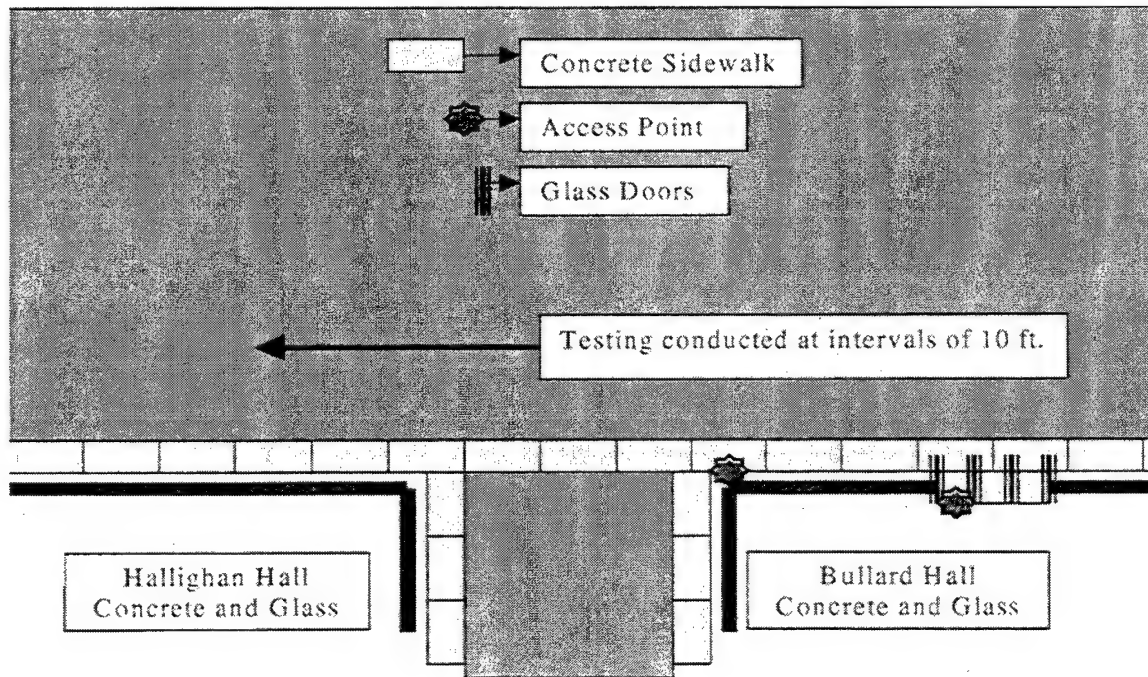 Concrete Sidewalk
Access Point
Glass Doors
Testing conducted at intervals of 10 ft.
Hallighan Hall
Concrete and Glass
Bullard Hall
Concrete and Glass